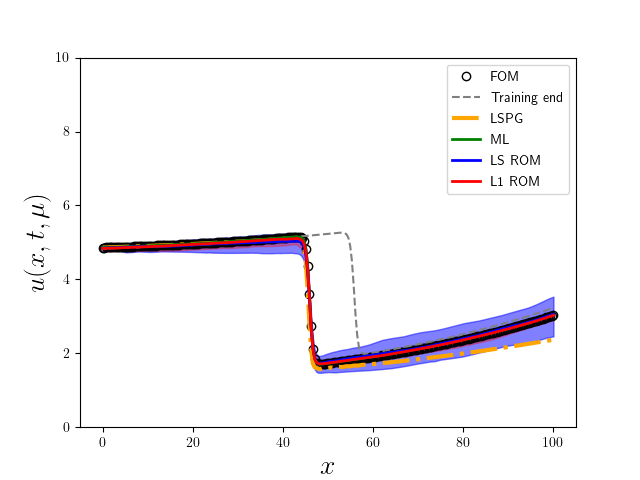 10
8
6
4
2
0
u(x, t, μ)
0 20 40 60 80 100
x
FOM
Training end
LSPG
ML
LS ROM
L1 ROM